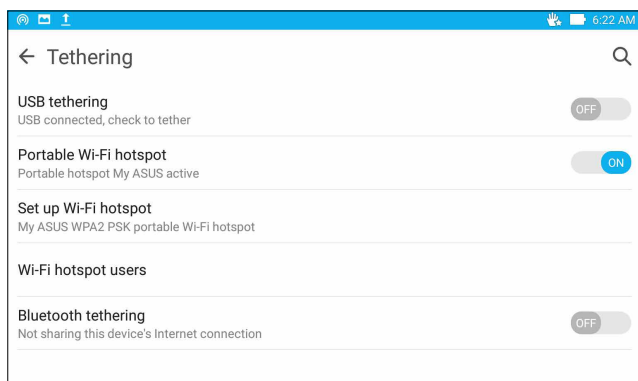 6:22 AM
Tethering
USB tethering
USB connected, check to tether
OFF
Portable Wi-Fi hotspot
Portable hotspot My ASUS active
ON
Set up Wi-Fi hotspot
My ASUS WPA2 PSK portable Wi-Fi hotspot
Wi-Fi hotspot users
Bluetooth tethering
Not sharing this device's Internet connection
OFF